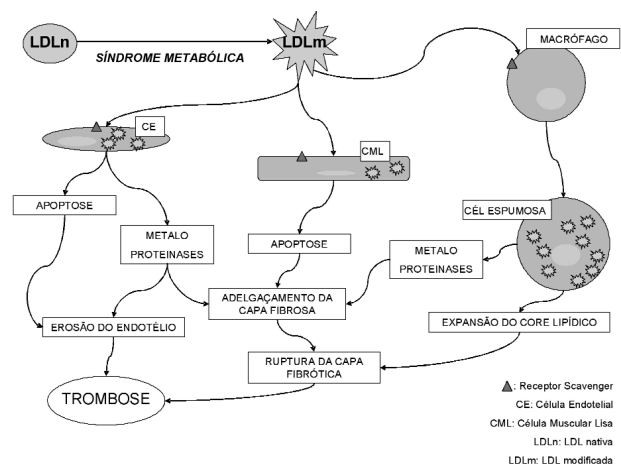 LDLn
SÍNDROME METABÓLICA
LDLm
MACRÓFAGO
CE
CML
CÉL ESPUMOSA
APOPTOSE
METALO
PROTEINASES
APOPTOSE
METALO
PROTEINASES
ADELGAÇAMENTO DA
CAPA FIBROSA
EROSÃO DO ENDOTÉLIO
EXPANSÃO DO CORE LIPÍDICO
RUPTURA DA CAPA
FIBRÓTICA
TROMBOSE
: Receptor Scavenger
CE: Célula Endotelial
CML: Célula Muscular Lisa
LDLn: LDL nativa
LDLm: LDL modificada